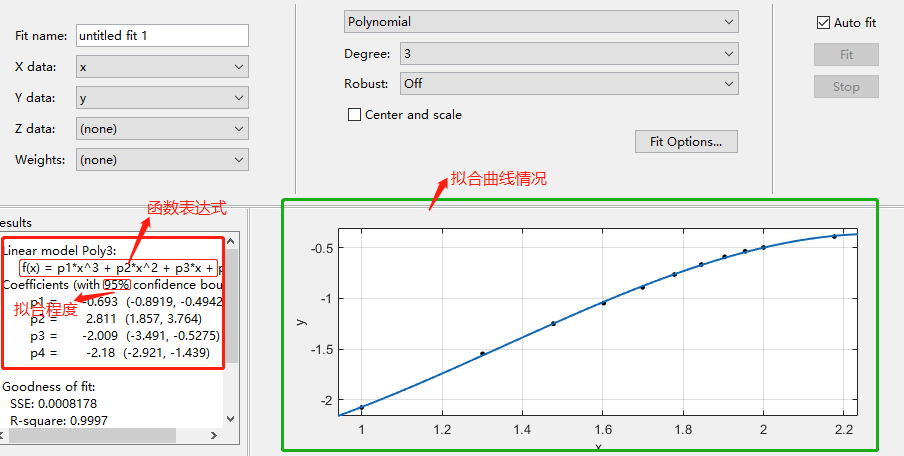 Fit name: untitled fit 1
X data: x
Y data: y
Z data: (none)
Weights: (none)
Polynomial
Degree: 3
Robust: Off
Center and scale
Fit Options...
Auto fit
Fit
Stop
拟合曲线情况
函数表达式
esults
Linear model Poly3:
f(x) = p1*x^3 + p2*x^2 + p3*x + p
Coefficients (with 95% confidence bou
拟合程度
p1 = -0.693 (-0.8919, -0.4942
p2 = 2.811 (1.857, 3.764)
p3 = -2.009 (-3.491, -0.5275)
p4 = -2.18 (-2.921, -1.439)
Goodness of fit:
SSE: 0.0008178
R-square: 0.9997
-0.5
-1
-1.5
-2
y
1 1.2 1.4 1.6 1.8 2 2.2
x